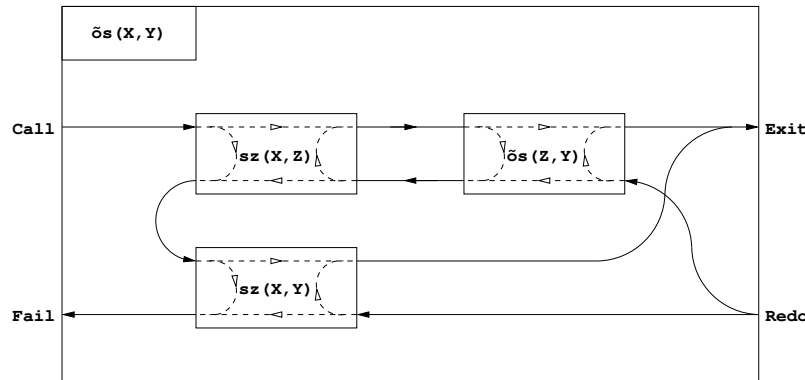 õs(X,Y)
Call
sz(X,Z)
õs(Z,Y)
Exit
sz(X,Y)
Fail
Redo